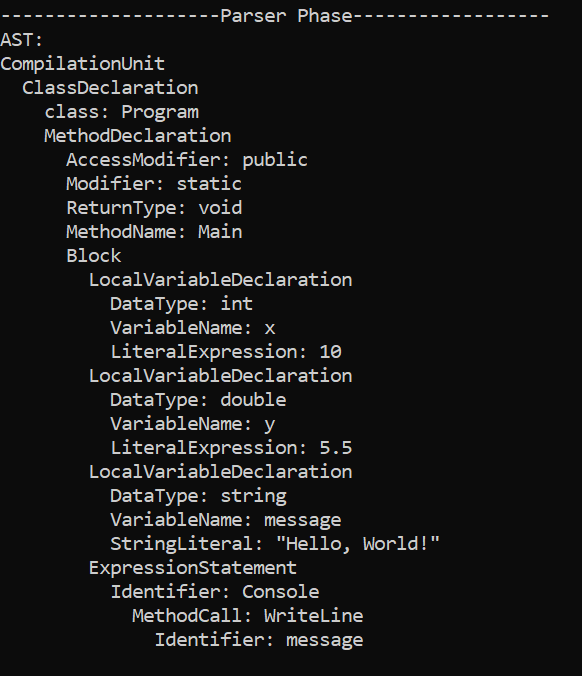 --------------------Parser Phase------------------
AST:
CompilationUnit
  ClassDeclaration
    class: Program
    MethodDeclaration
      AccessModifier: public
      Modifier: static
      ReturnType: void
      MethodName: Main
      Block
        LocalVariableDeclaration
          DataType: int
          VariableName: x
          LiteralExpression: 10
        LocalVariableDeclaration
          DataType: double
          VariableName: y
          LiteralExpression: 5.5
        LocalVariableDeclaration
          DataType: string
          VariableName: message
          StringLiteral: "Hello, World!"
        ExpressionStatement
          Identifier: Console
            MethodCall: WriteLine
              Identifier: message